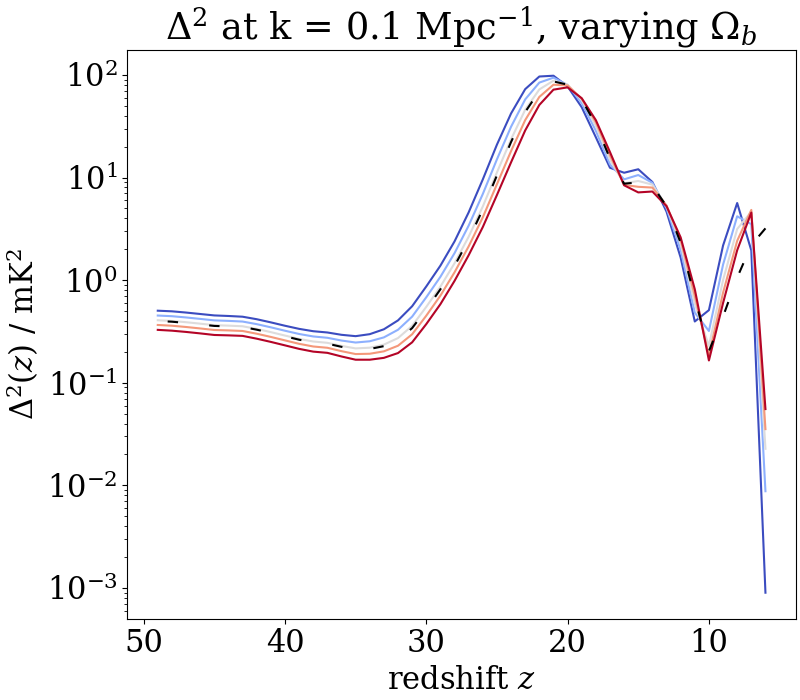 Δ² at k = 0.1 Mpc⁻¹, varying Ω_b
Δ²(z) / mK²
10²
10¹
10⁰
10⁻¹
10⁻²
10⁻³
50 40 30 20 10
redshift z